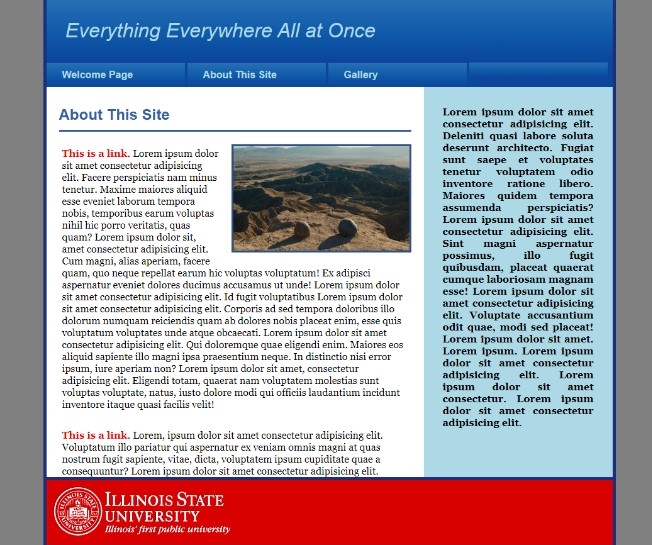 Everything Everywhere All at Once
Welcome Page
About This Site
Gallery
About This Site
This is a link. Lorem ipsum dolor
sit amet consectetur adipisicing
elit. Facere perspiciatis nam minus
tenetur. Maxime maiores aliquid
esse eveniet laborum tempora
nobis, temporibus earum voluptas
nihil hic porro veritatis, quas
quam? Lorem ipsum dolor sit,
amet consectetur adipisicing elit.
Cum magni, alias aperiam, facere
quam, quo neque repellat earum hic voluptas voluptatum! Ex adipisci
aspernatur eveniet dolores ducimus accusamus ut unde! Lorem ipsum dolor
sit amet consectetur adipisicing elit. Id fugit voluptatibus Lorem ipsum dolor
sit amet consectetur adipisicing elit. Corporis ad sed tempora doloribus illo
dolorum numquam reiciendis quam ab dolores nobis placeat enim, esse quis
voluptatum voluptates unde atque obcaecati. Lorem ipsum dolor sit amet
consectetur adipisicing elit. Qui doloremque quae eligendi enim. Maiores eos
aliquid sapiente illo magni ipsa praesentium neque. In distinctio nisi error
ipsum, iure aperiam non? Lorem ipsum dolor sit amet, consectetur
adipisicing elit. Eligendi totam, quaerat nam voluptatem molestias sunt
voluptas voluptate, natus, iusto dolore modi qui officiis laudantium incidunt
inventore itaque quasi facilis velit!
This is a link. Lorem, ipsum dolor sit amet consectetur adipisicing elit.
Voluptatum illo pariatur qui aspernatur ex veniam omnis magni at quas
nostrum fugit sapiente, vitae, dicta, voluptatem ipsum cupiditate quae a
consequuntur? Lorem ipsum dolor sit amet consectetur adipisicing elit.
Lorem ipsum dolor sit amet
consectetur adipisicing elit.
Deleniti quasi labore soluta
deserunt architecto. Fugiat
sunt saepe et voluptates
tenetur voluptatem odio
inventore ratione libero.
Maiores quidem tempora
assumenda perspiciatis?
Lorem ipsum dolor sit amet
consectetur adipisicing elit.
Sint magni aspernatur
possimus, illo fugit
quibusdam, placeat quaerat
cumque laboriosam magnam
esse! Lorem ipsum dolor sit
amet consectetur adipisicing
elit. Voluptate accusantium
odit quae, modi sed placeat!
Lorem ipsum dolor sit amet.
Lorem ipsum. Lorem ipsum
dolor sit amet consectetur
adipisicing elit. Lorem
ipsum dolor sit amet
consectetur. Lorem ipsum
dolor sit amet consectetur
adipisicing elit.
ILLINOIS STATE
UNIVERSITY
Illinois' first public university